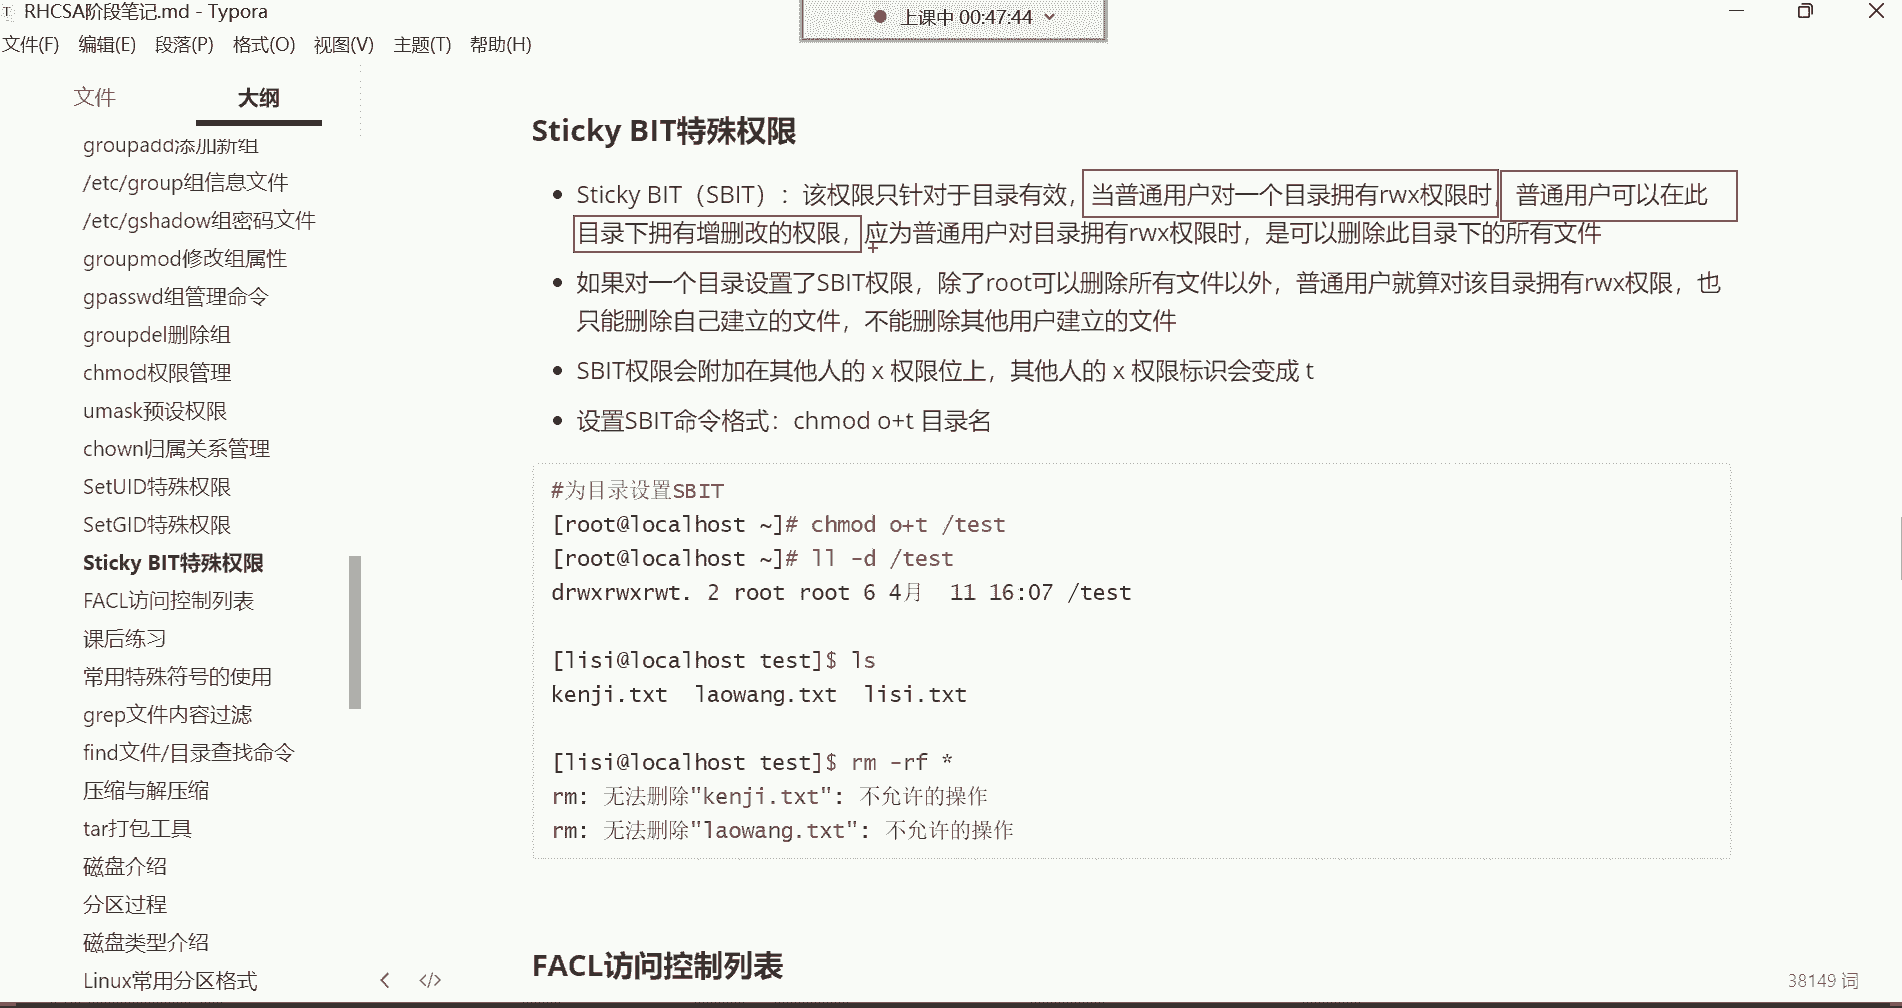 RHCSA阶段笔记.md - Typora
上课中 00:47:44
文件(F) 编辑(E) 段落(P) 格式(O) 视图(V) 主题(T) 帮助(H)
文件 大纲
groupadd添加新组
/etc/group组信息文件
/etc/gshadow组密码文件
groupmod修改组属性
gpasswd组管理命令
groupdel删除组
chmod权限管理
umask预设权限
chown归属关系管理
SetUID特殊权限
SetGID特殊权限
Sticky BIT特殊权限
FACL访问控制列表
课后练习
常用特殊符号的使用
grep文件内容过滤
find文件/目录查找命令
压缩与解压缩
tar打包工具
磁盘介绍
分区过程
磁盘类型介绍
Linux常用分区格式
Sticky BIT特殊权限
Sticky BIT（SBIT）：该权限只针对于目录有效，当普通用户对一个目录拥有rwx权限时，普通用户可以在此
目录下拥有增删改的权限，应为普通用户对目录拥有rwx权限时，是可以删除此目录下的所有文件
如果对一个目录设置了SBIT权限，除了root可以删除所有文件以外，普通用户就算对该目录拥有rwx权限，也
只能删除自己建立的文件，不能删除其他用户建立的文件
SBIT权限会附加在其他人的 x 权限位上，其他人的 x 权限标识会变成 t
设置SBIT命令格式：chmod o+t 目录名
#为目录设置SBIT
[root@localhost ~]# chmod o+t /test
[root@localhost ~]# ll -d /test
drwxrwxrwt. 2 root root 6 4月  11 16:07 /test
[lisi@localhost test]$ ls
kenji.txt  laowang.txt  lisi.txt
[lisi@localhost test]$ rm -rf *
rm: 无法删除"kenji.txt": 不允许的操作
rm: 无法删除"laowang.txt": 不允许的操作
FACL访问控制列表
38149 词